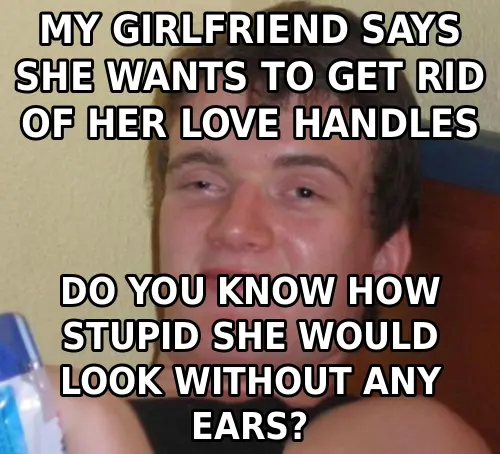 MY GIRLFRIEND SAYS
SHE WANTS TO GET RID
OF HER LOVE HANDLES
DO YOU KNOW HOW
STUPID SHE WOULD
LOOK WITHOUT ANY
EARS?